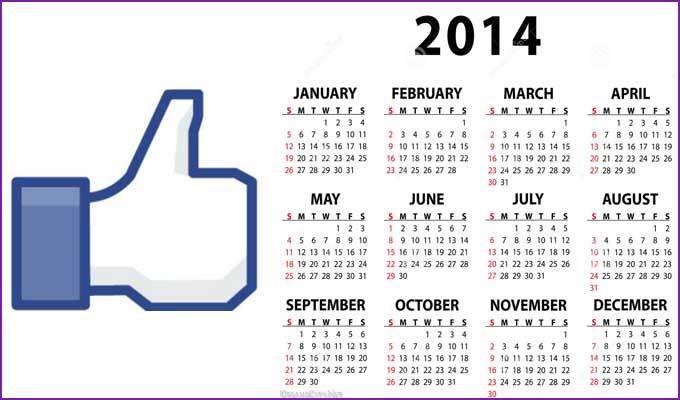 2014
JANUARY
S M T W T F S
1 2 3 4
5 6 7 8 9 10 11
12 13 14 15 16 17 18
19 20 21 22 23 24 25
26 27 28 29 30 31
FEBRUARY
S M T W T F S
1
2 3 4 5 6 7 8
9 10 11 12 13 14 15
16 17 18 19 20 21 22
23 24 25 26 27 28
MARCH
S M T W T F S
1
2 3 4 5 6 7 8
9 10 11 12 13 14 15
16 17 18 19 20 21 22
23 24 25 26 27 28 29
30 31
APRIL
S M T W T F S
1 2 3 4 5
6 7 8 9 10 11 12
13 14 15 16 17 18 19
20 21 22 23 24 25 26
27 28 29 30
MAY
S M T W T F S
1 2 3
4 5 6 7 8 9 10
11 12 13 14 15 16 17
18 19 20 21 22 23 24
25 26 27 28 29 30 31
JUNE
S M T W T F S
1 2 3 4 5 6 7
8 9 10 11 12 13 14
15 16 17 18 19 20 21
22 23 24 25 26 27 28
29 30
JULY
S M T W T F S
1 2 3 4 5
6 7 8 9 10 11 12
13 14 15 16 17 18 19
20 21 22 23 24 25 26
27 28 29 30 31
AUGUST
S M T W T F S
1 2
3 4 5 6 7 8 9
10 11 12 13 14 15 16
17 18 19 20 21 22 23
24 25 26 27 28 29 30
31
SEPTEMBER
S M T W T F S
1 2 3 4 5 6
7 8 9 10 11 12 13
14 15 16 17 18 19 20
21 22 23 24 25 26 27
28 29 30
OCTOBER
S M T W T F S
1 2 3 4
5 6 7 8 9 10 11
12 13 14 15 16 17 18
19 20 21 22 23 24 25
26 27 28 29 30 31
NOVEMBER
S M T W T F S
1
2 3 4 5 6 7 8
9 10 11 12 13 14 15
16 17 18 19 20 21 22
23 24 25 26 27 28 29
30
DECEMBER
S M T W T F S
1 2 3 4 5 6
7 8 9 10 11 12 13
14 15 16 17 18 19 20
21 22 23 24 25 26 27
28 29 30 31